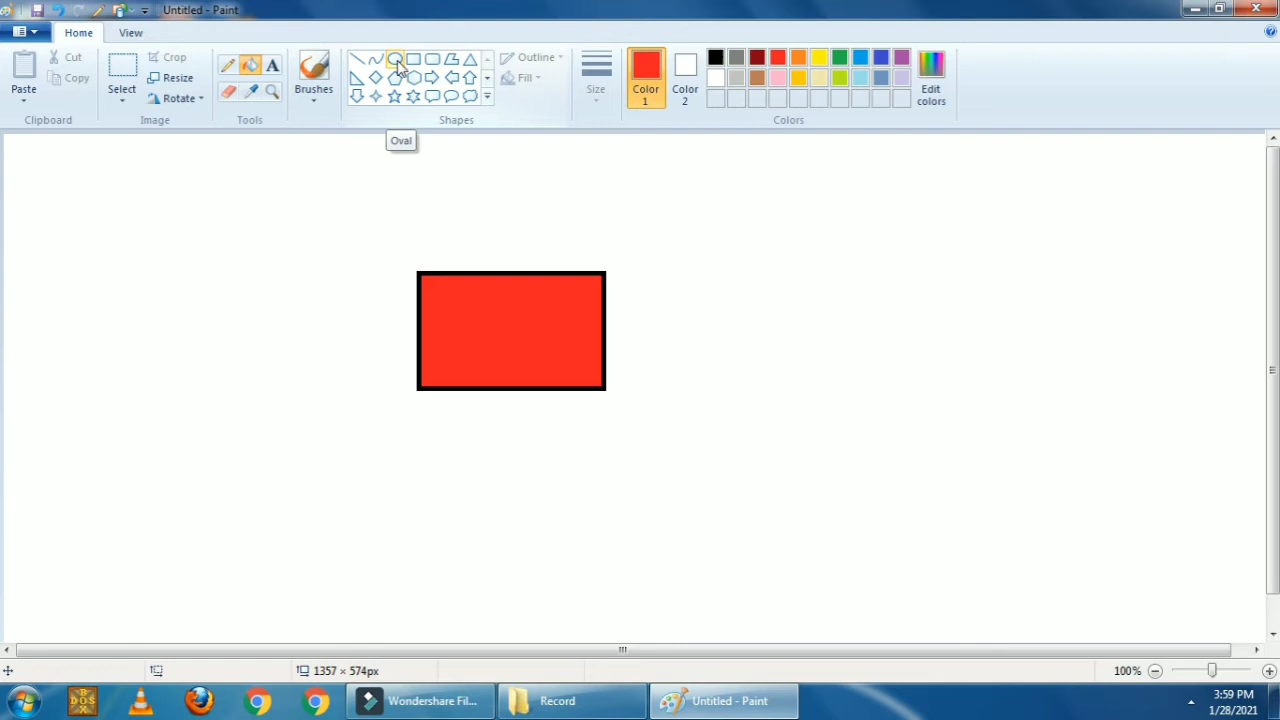 Untitled - Paint
Home View
Paste
Cut
Copy
Clipboard
Select
Crop
Resize
Rotate
Image
A
Tools
Brushes
Shapes
Outline
Fill
Size
Color 1
Color 2
Edit colors
Colors
Oval
1357 × 574px
100%
DOS BOX
Wondershare Fil...
Record
Untitled - Paint
3:59 PM
1/28/2021